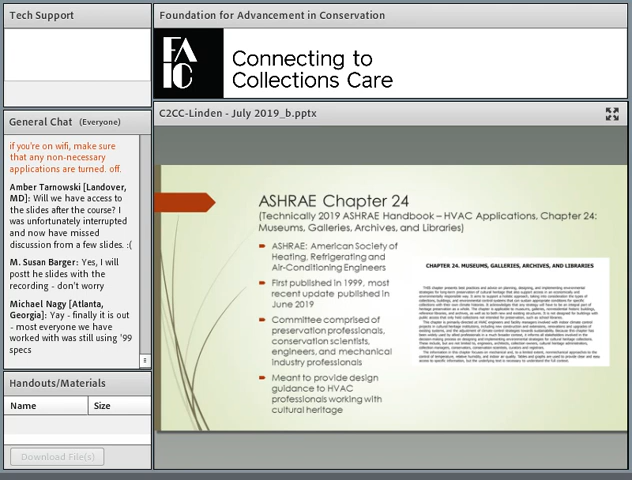 Tech Support
General Chat (Everyone)
if you're on wifi, make sure
that any non-necessary
applications are turned. off.
Amber Tarnowski [Landover,
MD]: Will we have access to
the slides after the course? I
was unfortunately interrupted
and now have missed
discussion from a few slides. :(
M. Susan Barger: Yes, I will
postt he slides with the
recording - don't worry
Michael Nagy [Atlanta,
Georgia]: Yay - finally it is out
- most everyone we have
worked with was still using '99
specs
Handouts/Materials
Name Size
Download File(s)
Foundation for Advancement in Conservation
FAIC
Connecting to
Collections Care
C2CC-Linden - July 2019_b.pptx
ASHRAE Chapter 24
(Technically 2019 ASHRAE Handbook – HVAC Applications, Chapter 24:
Museums, Galleries, Archives, and Libraries)
ASHRAE: American Society of
Heating, Refrigerating and
Air-Conditioning Engineers
First published in 1999, most
recent update published in
June 2019
Committee comprised of
preservation professionals,
conservation scientists,
engineers, and mechanical
industry professionals
Meant to provide design
guidance to HVAC
professionals working with
cultural heritage
CHAPTER 24. MUSEUMS, GALLERIES, ARCHIVES, AND LIBRARIES